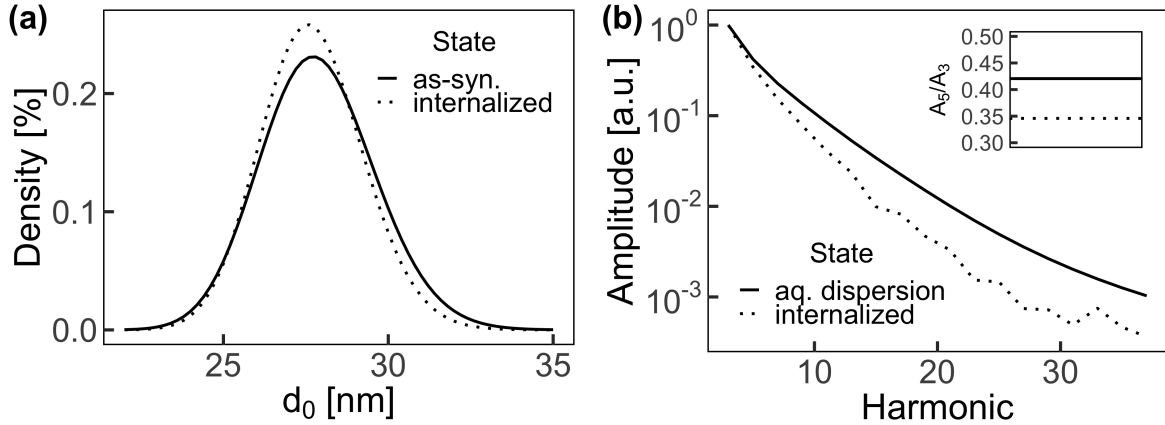 (a)
Density [%]
0.2
0.1
0.0
State
as-syn.
internalized
25
30
35
d₀ [nm]
(b)
Amplitude [a.u.]
10⁰
10⁻¹
10⁻²
10⁻³
A₅/A₃
0.50
0.45
0.40
0.35
0.30
State
aq. dispersion
internalized
10
20
30
Harmonic